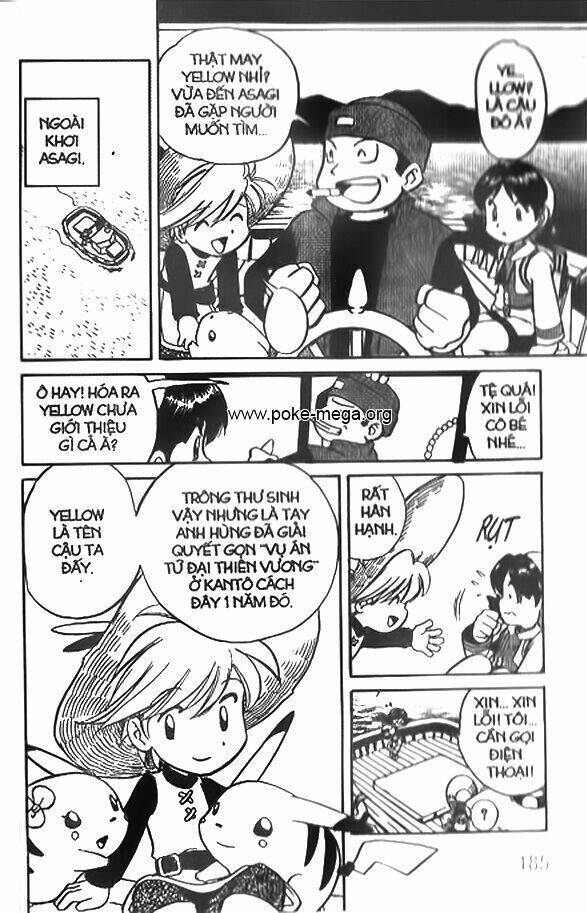 NGOÀI
KHƠI
ASAGI.
THẬT MAY
YELLOW NHỈ?
VỪA ĐẾN ASAGI
ĐÃ GẶP NGƯỜI
MUỐN TÌM...
YE...
LLOW?
LÀ CẬU
ĐÓ Ả?
Ô HAY! HÓA RA
YELLOW CHƯA
GIỚI THIỆU
GÌ CẢ À?
www.poke-mega.org
TỆ QUÁ!
XIN LỖI
CÔ BÉ
NHÉ...
YELLOW
LÀ TÊN
CẬU TA
ĐẤY.
TRÔNG THƯ SINH
VẬY NHƯNG LÀ TAY
ANH HÙNG ĐÃ GIẢI
QUYẾT GỌN "VỤ ÁN
TỨ ĐẠI THIÊN VƯƠNG"
Ở KANTÔ CÁCH
ĐÂY 1 NĂM ĐÓ.
RẤT
HÂN
HẠNH.
RỤT
XIN... XIN
LỖI! TÔI...
CẦN GỌI
ĐIỆN
THOẠI!
?
185